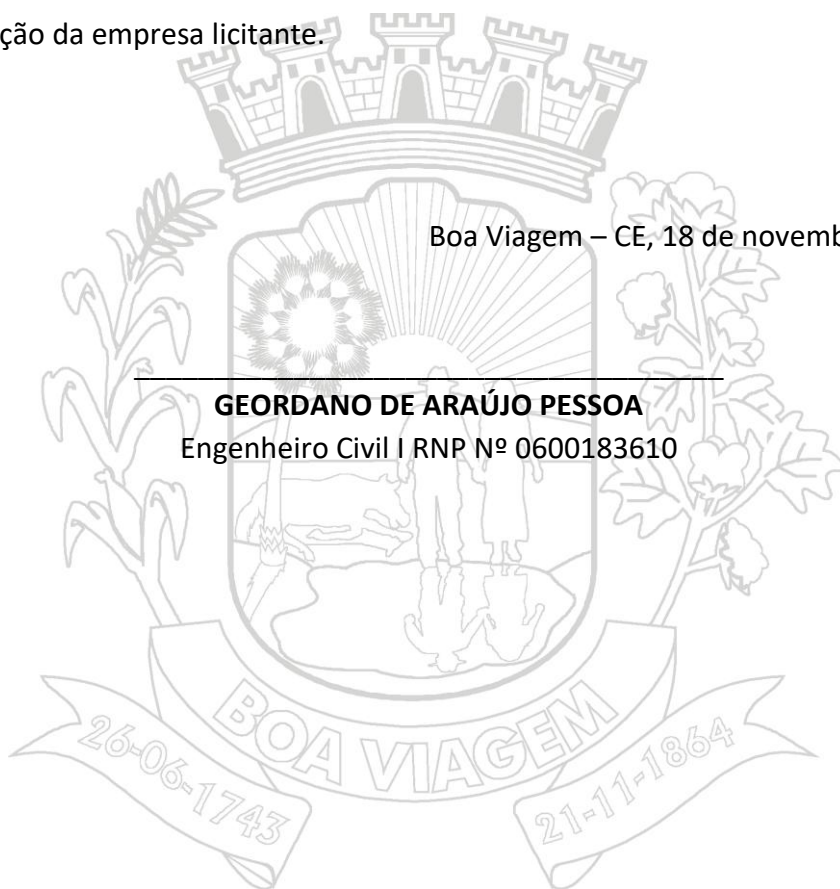 ção da empresa licitante.
Boa Viagem – CE, 18 de novemb
GEORDANO DE ARAÚJO PESSOA
Engenheiro Civil I RNP Nº 0600183610
BOA VIAGEM
26-06-1743
21-11-1864